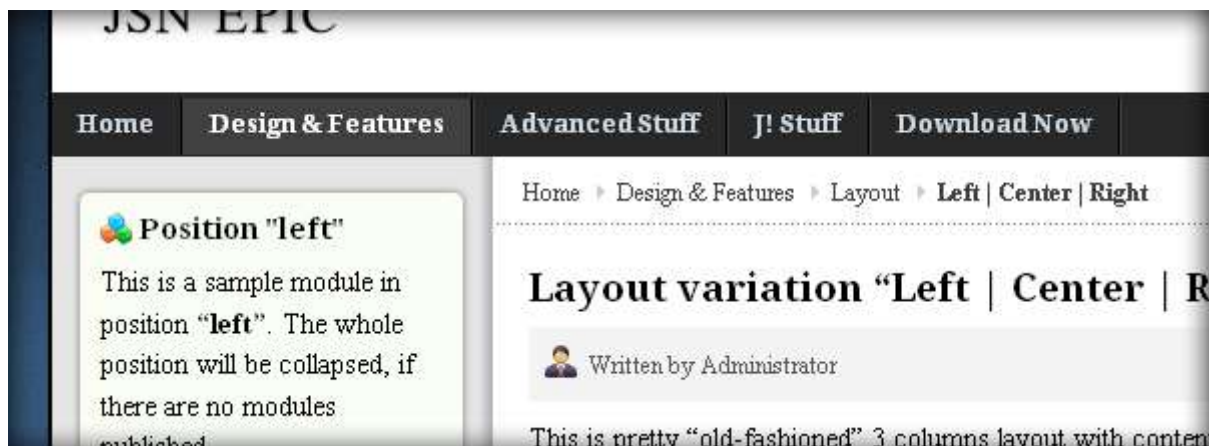 JSN EPIC
Home Design & Features Advanced Stuff J! Stuff Download Now
Home Design & Features Layout Left | Center | Right
Position "left"
This is a sample module in
position “left”. The whole
position will be collapsed, if
there are no modules
published
Layout variation “Left | Center | R
Written by Administrator
This is pretty “old-fashioned” 3 columns layout with conten